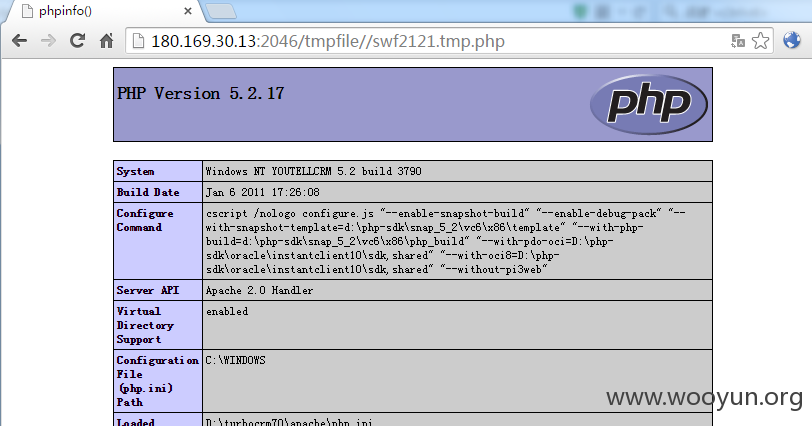 phpinfo()
180.169.30.13:2046/tmpfile//swf2121.tmp.php
PHP Version 5.2.17
php
System
Windows NT YOUTELLCRM 5.2 build 3790
Build Date
Jan 6 2011 17:26:08
Configure
Command
cscript /nologo configure.js "--enable-snapshot-build" "--enable-debug-pack" "--
with-snapshot-template=d:\php-sdk\snap_5_2\vc6\x86\template" "--with-php-
build=d:\php-sdk\snap_5_2\vc6\x86\php_build" "--with-pdo-oci=D:\php-
sdk\oracle\instantclient10\sdk,shared" "--with-oci8=D:\php-
sdk\oracle\instantclient10\sdk,shared" "--without-pi3web"
Server API
Apache 2.0 Handler
Virtual
Directory
Support
enabled
Configuration
File
(php.ini)
Path
C:\WINDOWS
Loaded
D:\turbocrm70\apache\php.ini
www.wooyun.org